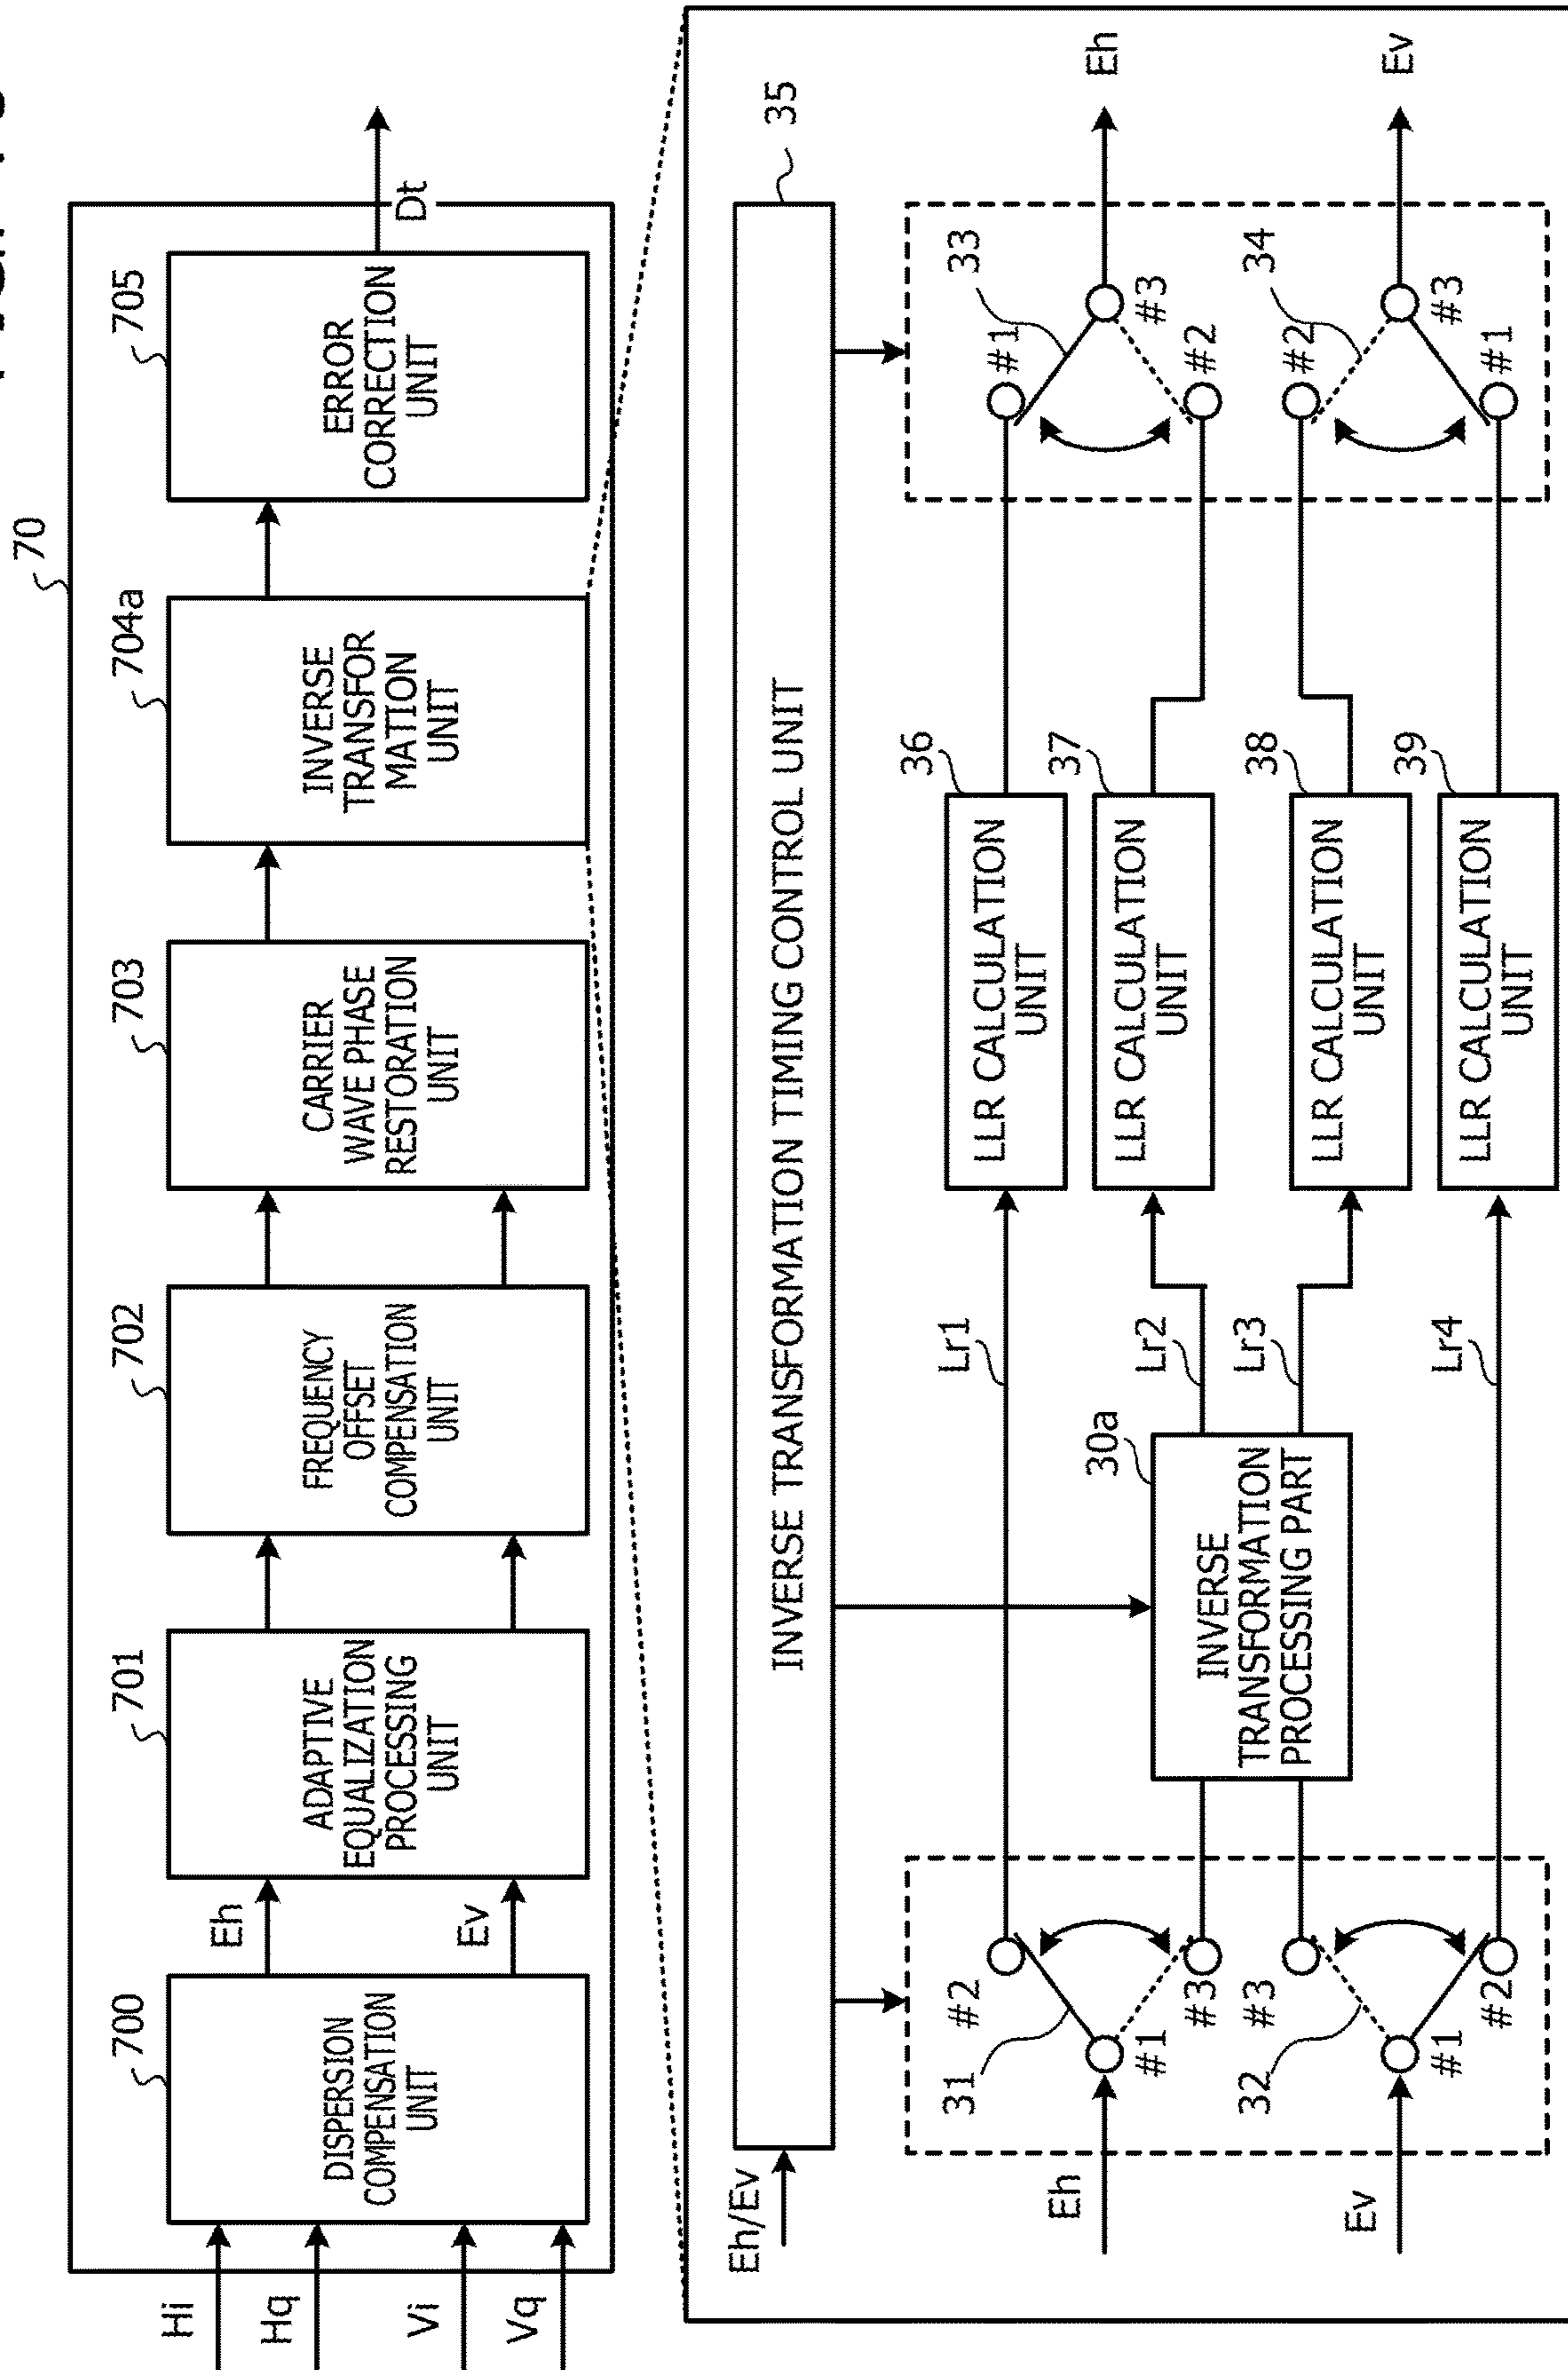 70
Hi
Hq
Vi
Vq
700
DISPERSION
COMPENSATION
UNIT
Eh
Ev
701
ADAPTIVE
EQUALIZATION
PROCESSING
UNIT
702
FREQUENCY
OFFSET
COMPENSATION
UNIT
703
CARRIER
WAVE PHASE
RESTORATION
UNIT
704a
INVERSE
TRANSFOR
MATION
UNIT
705
ERROR
CORRECTION
UNIT
Dt
Eh/Ev
INVERSE TRANSFORMATION TIMING CONTROL UNIT
35
Eh
31
#1
#2
#3
Ev
32
#1
#3
#2
30a
INVERSE
TRANSFORMATION
PROCESSING PART
Lr1
Lr2
Lr3
Lr4
36
LLR CALCULATION
UNIT
37
LLR CALCULATION
UNIT
38
LLR CALCULATION
UNIT
39
LLR CALCULATION
UNIT
33
#1
#2
#3
Eh
34
#2
#1
#3
Ev